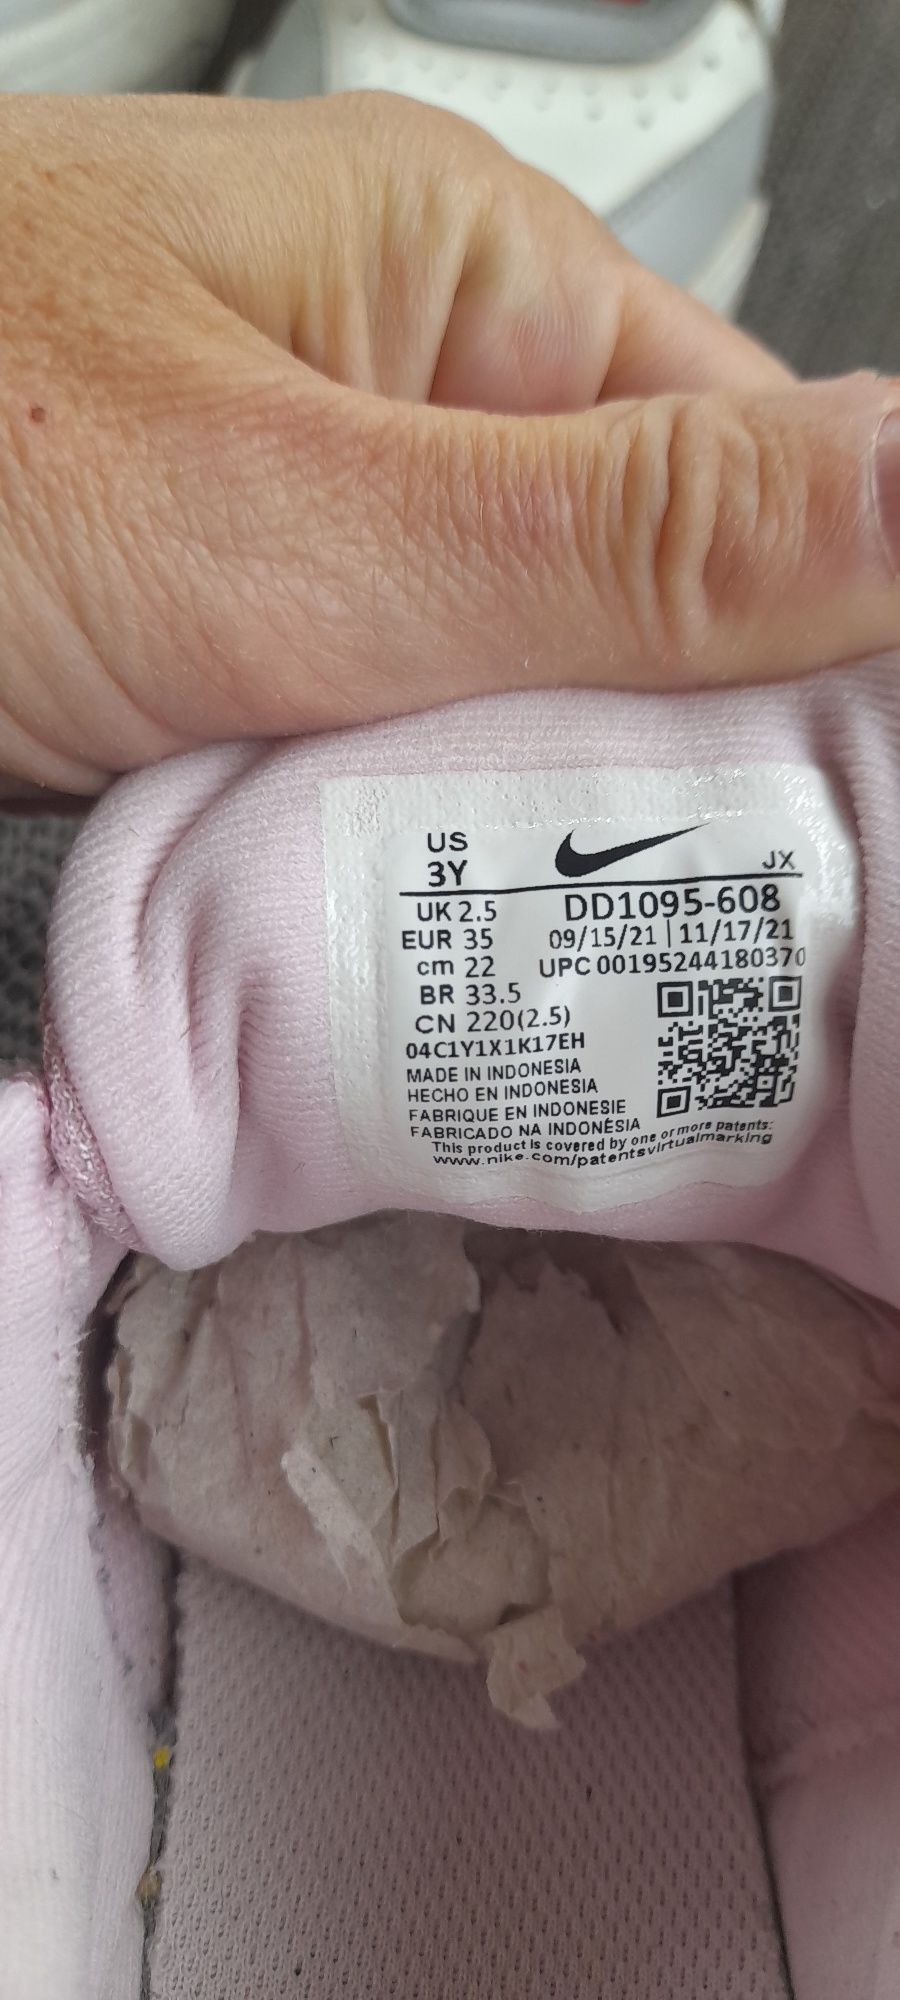 US
3Y
JX
UK 2.5
DD1095-608
EUR 35
09/15/21 | 11/17/21
cm 22
UPC 00195244180370
BR 33.5
CN 220(2.5)
04C1Y1X1K17EH
MADE IN INDONESIA
HECHO EN INDONESIA
FABRIQUE EN INDONESIE
FABRICADO NA INDONÉSIA
This product is covered by one or more patents:
www.nike.com/patentsvirtualmarking